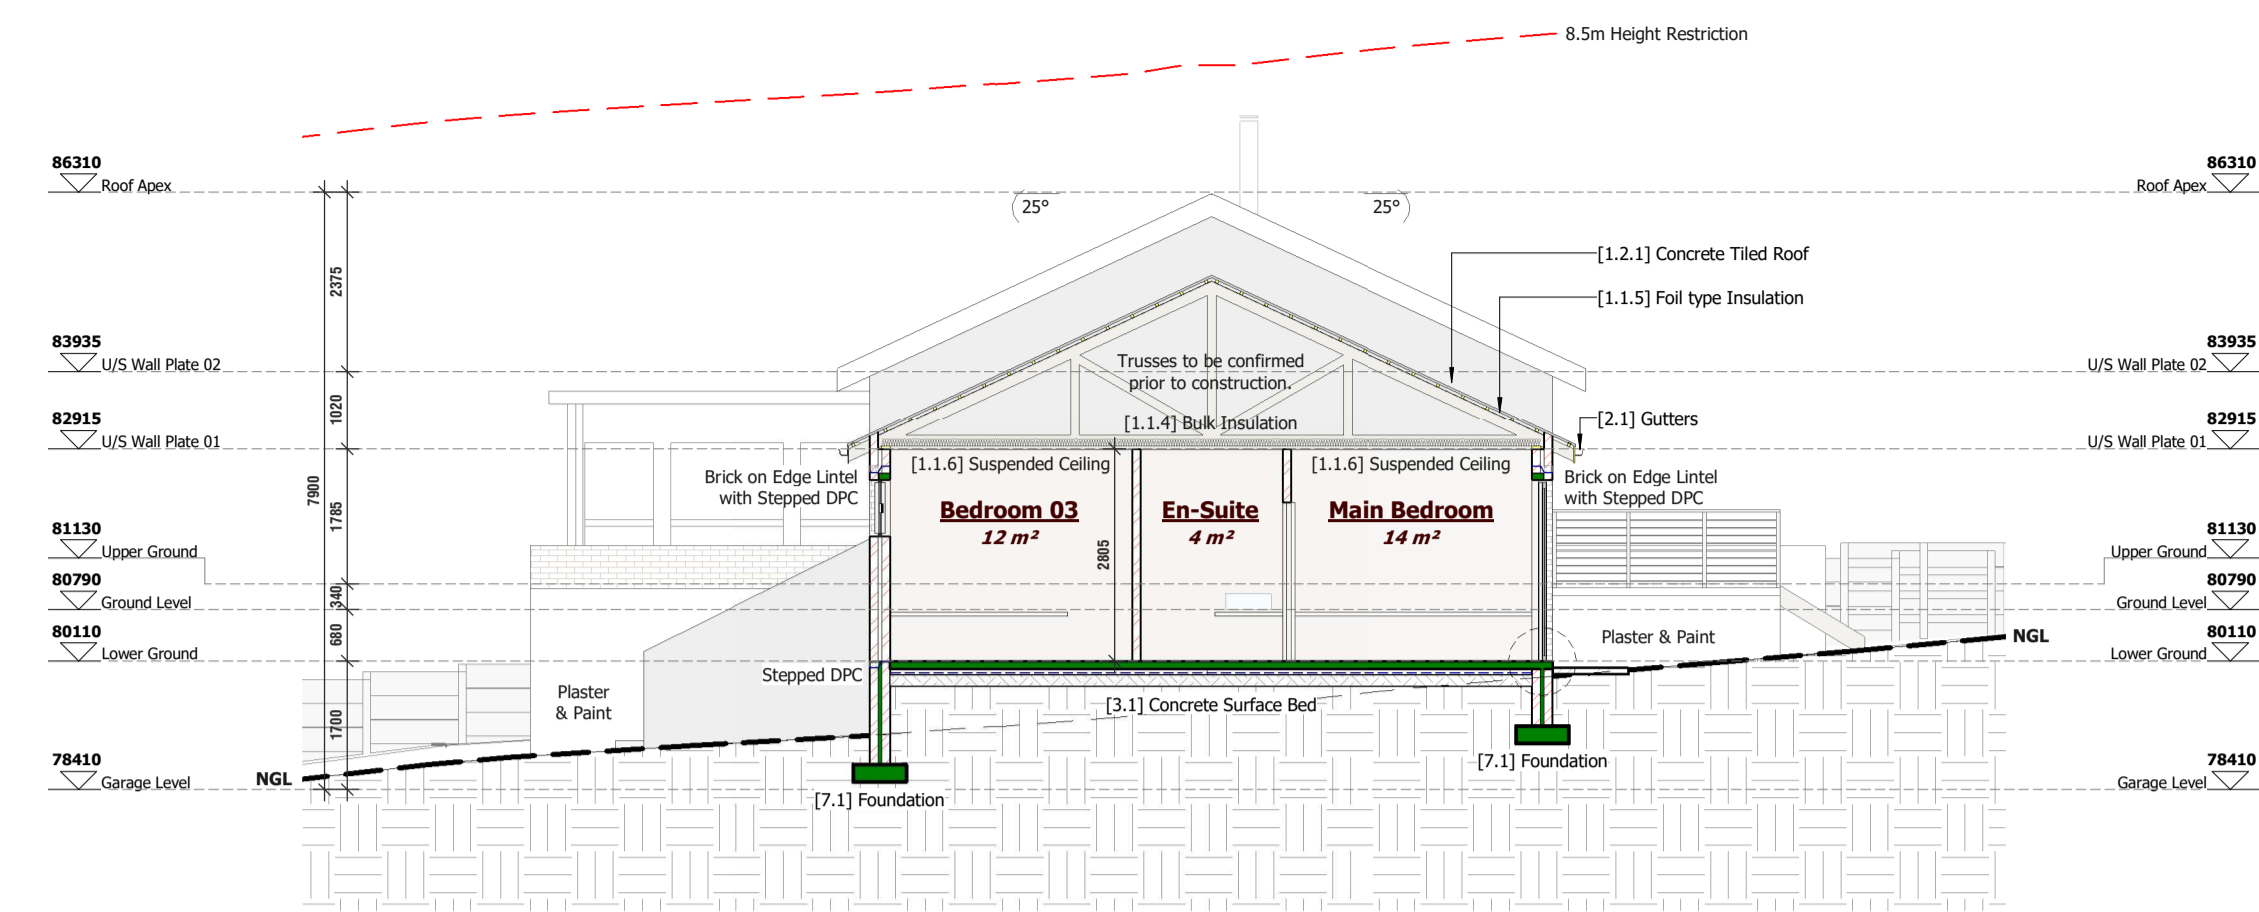 8.5m Height Restriction
86310
Roof Apex
86310
Roof Apex
25°
25°
[1.2.1] Concrete Tiled Roof
2375
[1.1.5] Foil type Insulation
83935
U/S Wall Plate 02
83935
U/S Wall Plate 02
Trusses to be confirmed
prior to construction.
1020
82915
U/S Wall Plate 01
[1.1.4] Bulk Insulation
[2.1] Gutters
82915
U/S Wall Plate 01
[1.1.6] Suspended Ceiling
[1.1.6] Suspended Ceiling
Brick on Edge Lintel
with Stepped DPC
Brick on Edge Lintel
with Stepped DPC
7900
1785
Bedroom 03
12 m²
En-Suite
4 m²
Main Bedroom
14 m²
2805
81130
Upper Ground
81130
Upper Ground
80790
Ground Level
340
80790
Ground Level
680
80110
Lower Ground
Plaster & Paint
NGL
80110
Lower Ground
Stepped DPC
Plaster
& Paint
[3.1] Concrete Surface Bed
1700
78410
Garage Level
NGL
[7.1] Foundation
[7.1] Foundation
78410
Garage Level